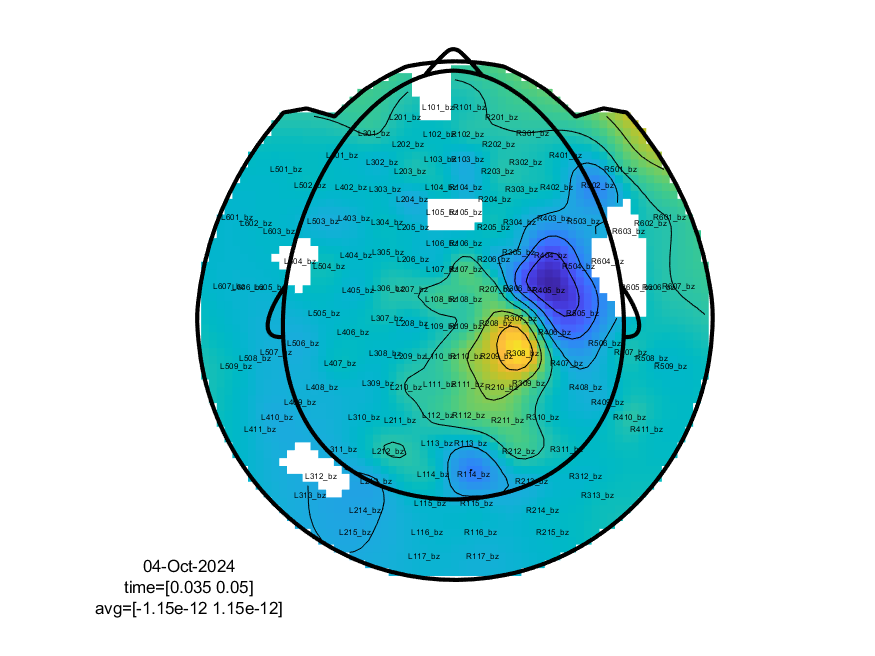 L101_bz R101_bz
L201_bz R201_bz
L301_bz L102_bz R102_bz R301_bz
L202_bz R202_bz
L401_bz L302_bz L103_bz R103_bz R302_bz R401_bz
L501_bz L203_bz R203_bz R501_bz
L502_bz L402_bz L303_bz L104_bz R104_bz R303_bz R402_bz R502_bz
L204_bz R204_bz
L105_bz R105_bz
L601_bz L602_bz L503_bz L403_bz L304_bz R304_bz R403_bz R503_bz R602_bz R601_bz
L603_bz L205_bz R205_bz R603_bz
L106_bz R106_bz
L604_bz L504_bz L404_bz L305_bz L206_bz R206_bz R305_bz R404_bz R504_bz R604_bz
L107_bz R107_bz
L607_bz L606_bz L605_bz L405_bz L306_bz L207_bz R207_bz R306_bz R405_bz R605_bz R606_bz R607_bz
L108_bz R108_bz
L505_bz L307_bz L208_bz R208_bz R307_bz R505_bz
L406_bz L109_bz R109_bz R406_bz
L506_bz R506_bz
L509_bz L508_bz L507_bz L407_bz L308_bz L209_bz L110_bz R110_bz R209_bz R308_bz R407_bz R507_bz R508_bz R509_bz
L408_bz L309_bz L210_bz L111_bz R111_bz R210_bz R309_bz R408_bz
L409_bz R409_bz
L410_bz L310_bz L211_bz L112_bz R112_bz R211_bz R310_bz R410_bz
L411_bz R411_bz
L311_bz L212_bz L113_bz R113_bz R212_bz R311_bz
L312_bz L213_bz L114_bz R114_bz R213_bz R312_bz
L313_bz R313_bz
L214_bz L115_bz R115_bz R214_bz
L215_bz L116_bz R116_bz R215_bz
L117_bz R117_bz
04-Oct-2024
time=[0.035 0.05]
avg=[-1.15e-12 1.15e-12]